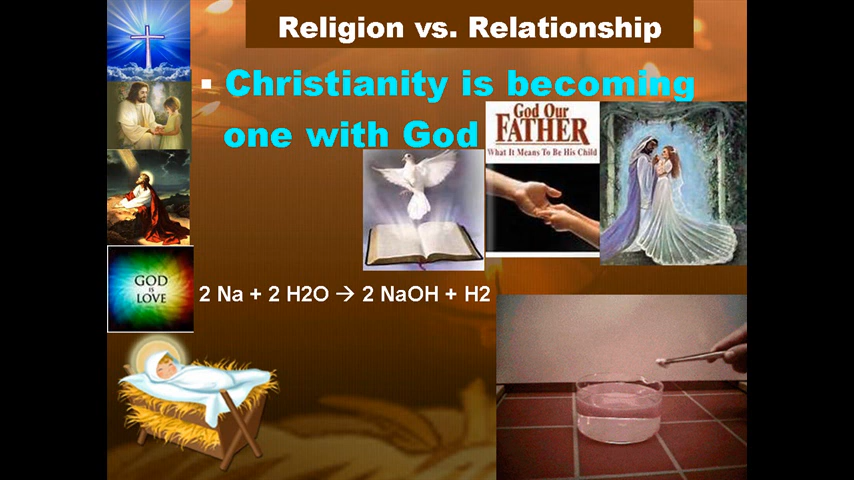 Religion vs. Relationship
▪ Christianity is becoming
one with God
God Our
FATHER
What It Means To Be His Child
GOD
IS
LOVE
2 Na + 2 H2O → 2 NaOH + H2